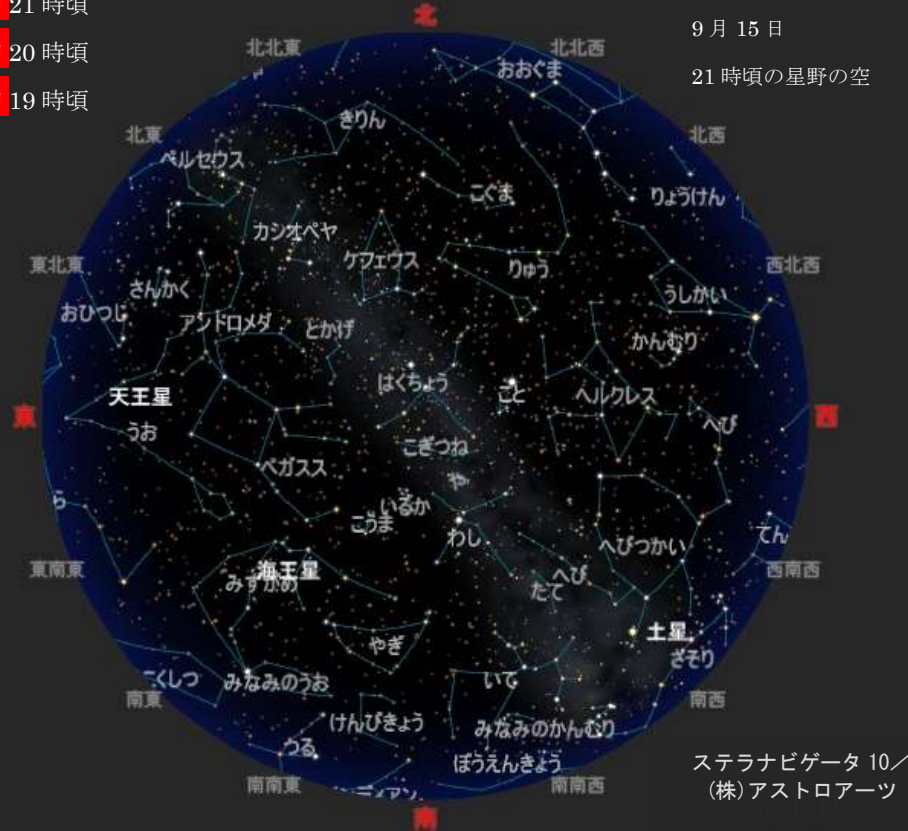 21 時頃
20 時頃
19 時頃
9 月 15 日
21 時頃の星野の空
北
北北東
北北西
おおぐま
きりん
北東
北西
ペルセウス
こぐま
りょうけん
カシオペヤ
ケフェウス
りゅう
東北東
西北西
さんかく
うしかい
おひつじ
アンドロメダ
とかげ
かんむり
はくちょう
こと
ヘルクレス
天王星
東
西
うお
へび
こぎつね
ペガスス
や
いるか
こうま
わし
へびつかい
てん
東南東
海王星
みずがめ
へび
たて
西南西
やぎ
土星
さそり
こくしつ
みなみのうお
いて
南東
南西
けんびきょう
みなみのかんむり
つる
ぼうえんきょう
南南東
南南西
南
ステラナビゲータ 10／
(株)アストロアーツ